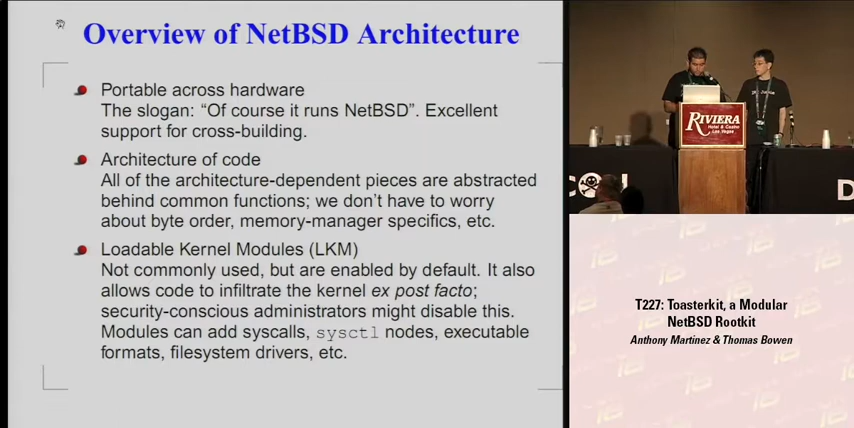 Overview of NetBSD Architecture
Portable across hardware
The slogan: “Of course it runs NetBSD”. Excellent
support for cross-building.
Architecture of code
All of the architecture-dependent pieces are abstracted
behind common functions; we don’t have to worry
about byte order, memory-manager specifics, etc.
Loadable Kernel Modules (LKM)
Not commonly used, but are enabled by default. It also
allows code to infiltrate the kernel ex post facto;
security-conscious administrators might disable this.
Modules can add syscalls, sysctl nodes, executable
formats, filesystem drivers, etc.
RIVIERA
Hotel & Casino
Las Vegas
D
T227: Toasterkit, a Modular
NetBSD Rootkit
Anthony Martinez & Thomas Bowen